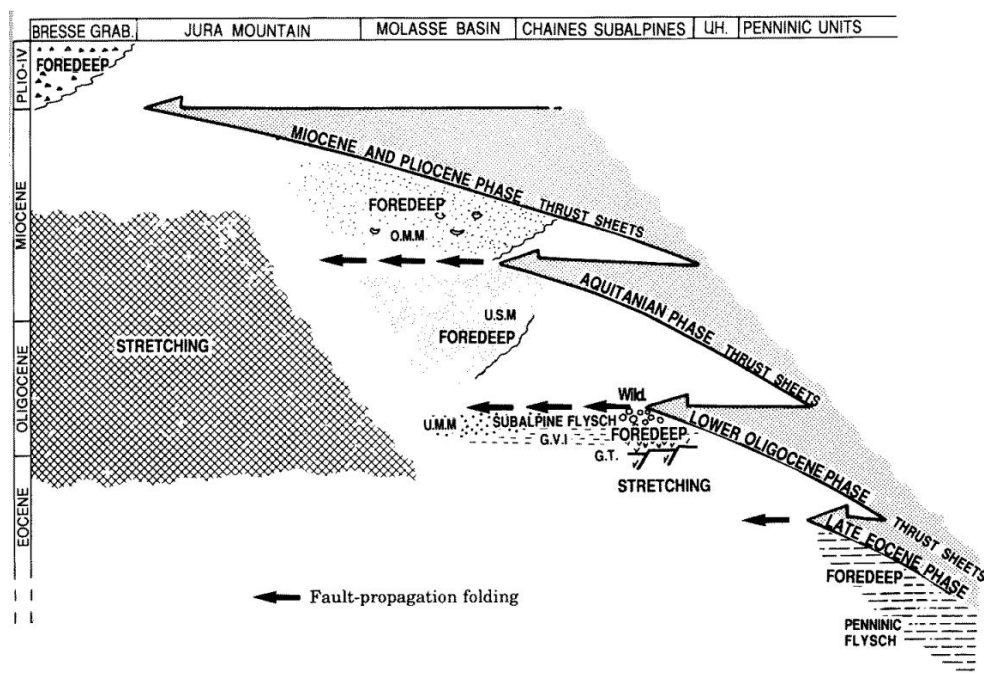 BRESSE GRAB. JURA MOUNTAIN MOLASSE BASIN CHAINES SUBALPINES UH. PENNINIC UNITS
PLIO-IV
FOREDEEP
MIOCENE AND PLIOCENE PHASE THRUST SHEETS
MIOCENE
FOREDEEP
O.M.M
AQUITANIAN PHASE THRUST SHEETS
U.S.M
FOREDEEP
STRETCHING
OLIGOCENE
Wild.
U.M.M SUBALPINE FLYSCH
FOREDEEP
G.V.I
G.T.
LOWER OLIGOCENE PHASE THRUST SHEETS
STRETCHING
EOCENE
LATE EOCENE PHASE
FOREDEEP
Fault-propagation folding
PENNINIC
FLYSCH